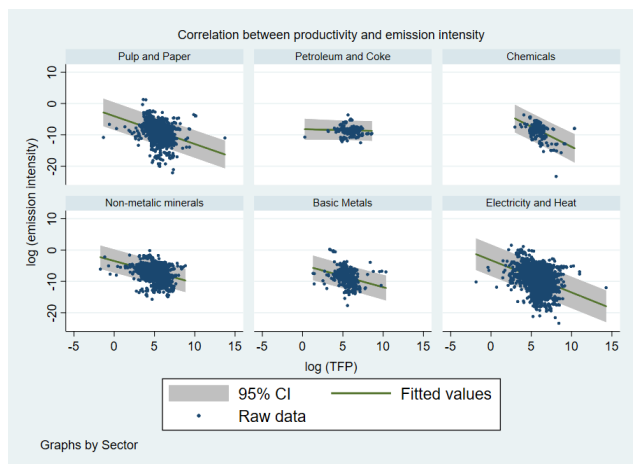 Correlation between productivity and emission intensity
Pulp and Paper
Petroleum and Coke
Chemicals
10
0
-10
-20
Non-metalic minerals
Basic Metals
Electricity and Heat
10
0
-10
-20
log (emission intensity)
-5 0 5 10 15
-5 0 5 10 15
-5 0 5 10 15
log (TFP)
95% CI
Fitted values
Raw data
Graphs by Sector